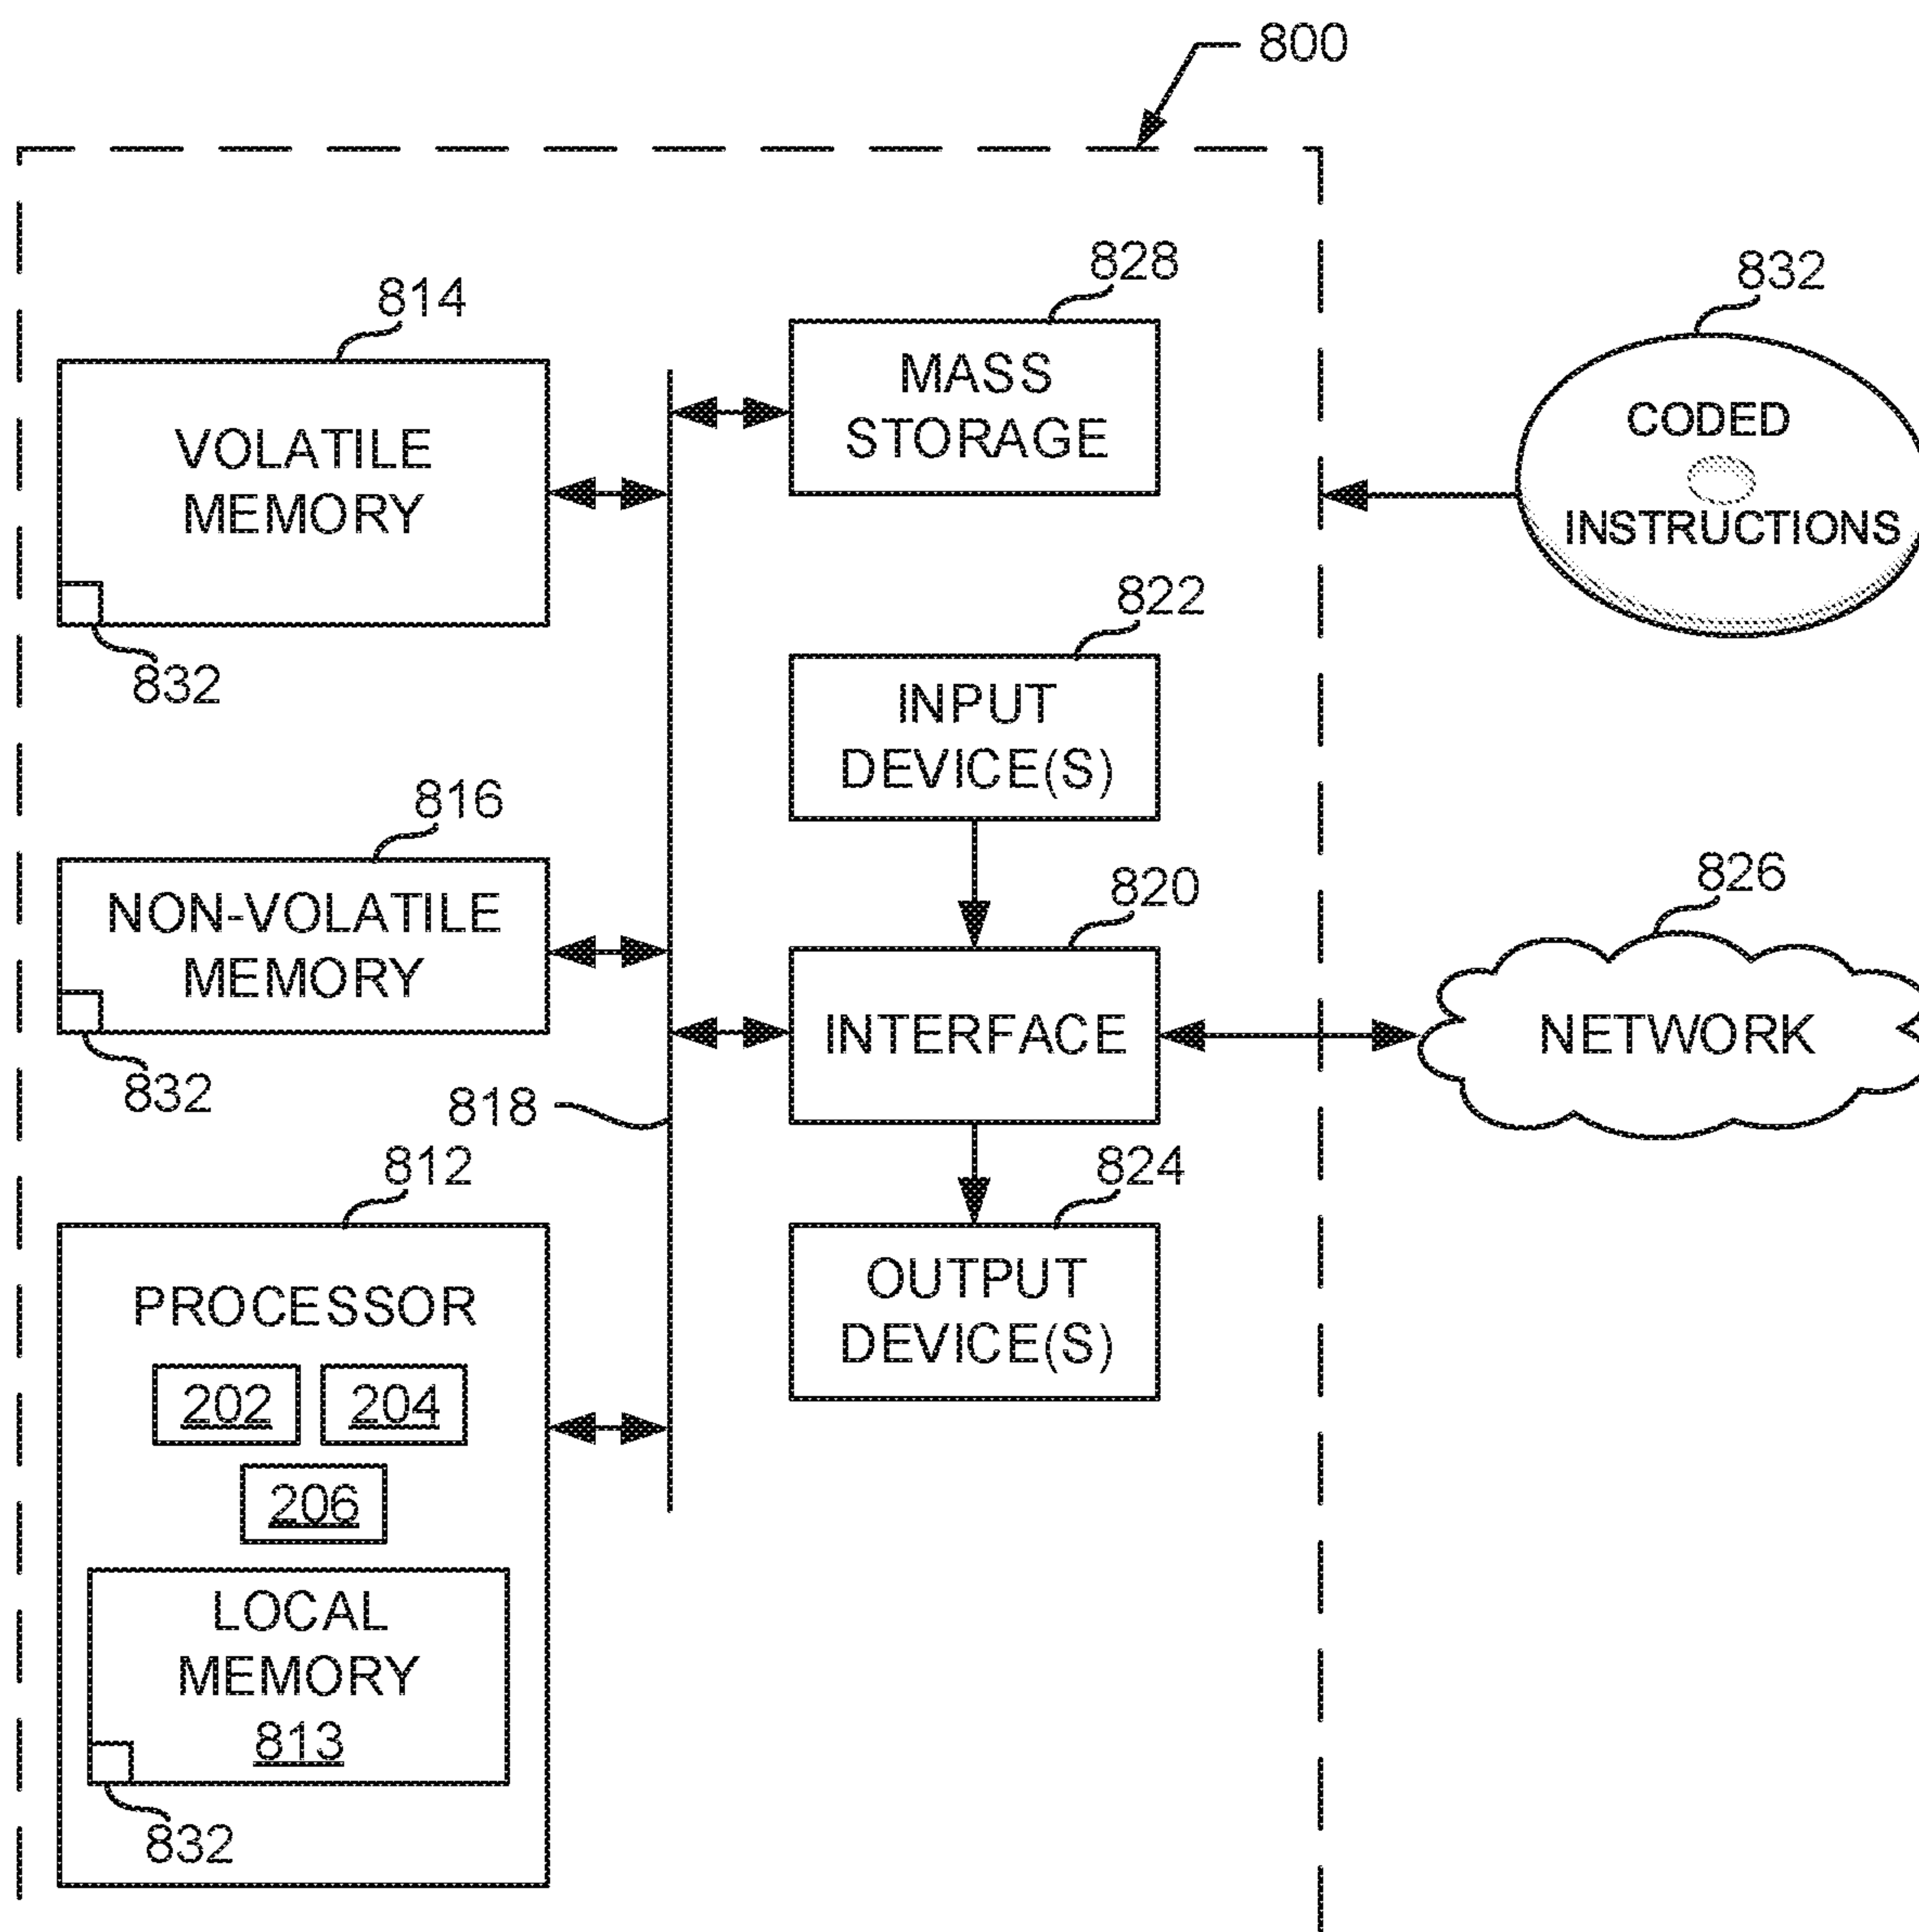 800
814
VOLATILE
MEMORY
832
828
MASS
STORAGE
832
CODED
INSTRUCTIONS
822
INPUT
DEVICE(S)
816
NON-VOLATILE
MEMORY
832
818
820
INTERFACE
826
NETWORK
812
PROCESSOR
202 204
206
LOCAL
MEMORY
813
832
824
OUTPUT
DEVICE(S)